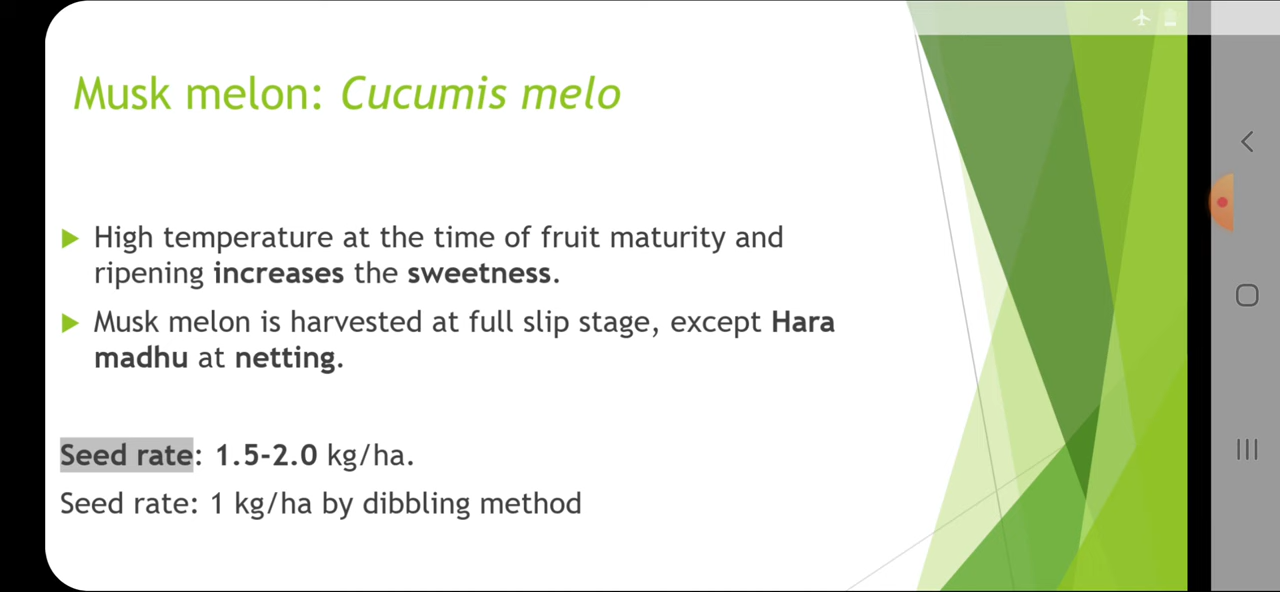 Musk melon: Cucumis melo
High temperature at the time of fruit maturity and
ripening increases the sweetness.
Musk melon is harvested at full slip stage, except Hara
madhu at netting.
Seed rate: 1.5-2.0 kg/ha.
Seed rate: 1 kg/ha by dibbling method